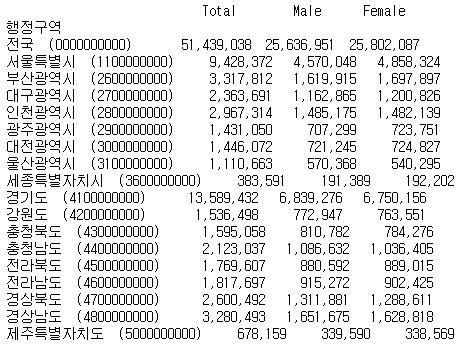 Total Male Female
행정구역
전국 (0000000000) 51,439,038 25,636,951 25,802,087
서울특별시 (1100000000) 9,428,372 4,570,048 4,858,324
부산광역시 (2600000000) 3,317,812 1,619,915 1,697,897
대구광역시 (2700000000) 2,363,691 1,162,865 1,200,826
인천광역시 (2800000000) 2,967,314 1,485,175 1,482,139
광주광역시 (2900000000) 1,431,050 707,299 723,751
대전광역시 (3000000000) 1,446,072 721,245 724,827
울산광역시 (3100000000) 1,110,663 570,368 540,295
세종특별자치시 (3600000000) 383,591 191,389 192,202
경기도 (4100000000) 13,589,432 6,839,276 6,750,156
강원도 (4200000000) 1,536,498 772,947 763,551
충청북도 (4300000000) 1,595,058 810,782 784,276
충청남도 (4400000000) 2,123,037 1,086,632 1,036,405
전라북도 (4500000000) 1,769,607 880,592 889,015
전라남도 (4600000000) 1,817,697 915,272 902,425
경상북도 (4700000000) 2,600,492 1,311,881 1,288,611
경상남도 (4800000000) 3,280,493 1,651,675 1,628,818
제주특별자치도 (5000000000) 678,159 339,590 338,569